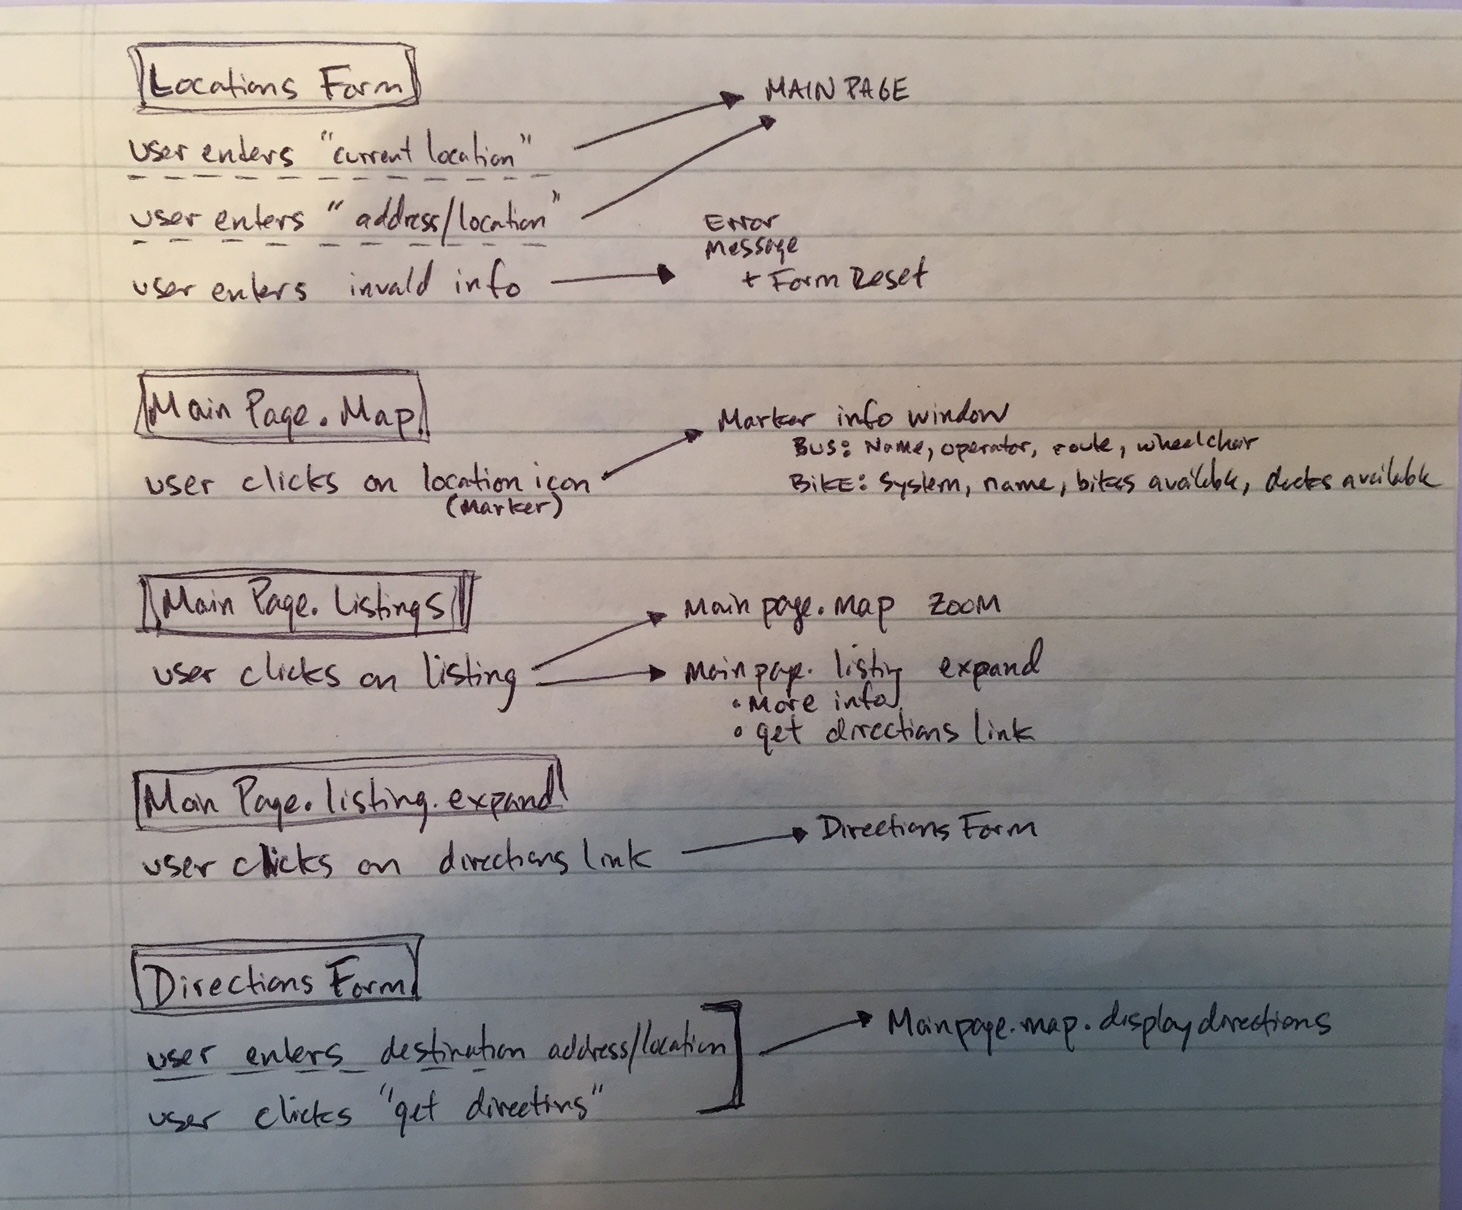 Locations Form
MAIN PAGE
user enters "current location"
user enters "address/location"
Error
Message
+ Form Reset
user enters invald info
Main Page.Map
Marker info window
Bus: Name, operator, route, wheelchair
user clicks on location icon
(Marker)
BikE: System, name, bikes available, docks available
Main Page.Listings
Main page.map ZOOM
user clicks on listing
Main page. listing expand
• More info
• get directions link
Main Page.listing.expand
Directions Form
user clicks on directions link
Directions Form
Mainpage.map.displaydirections
user enters destination address/location
user clicks "get directins"